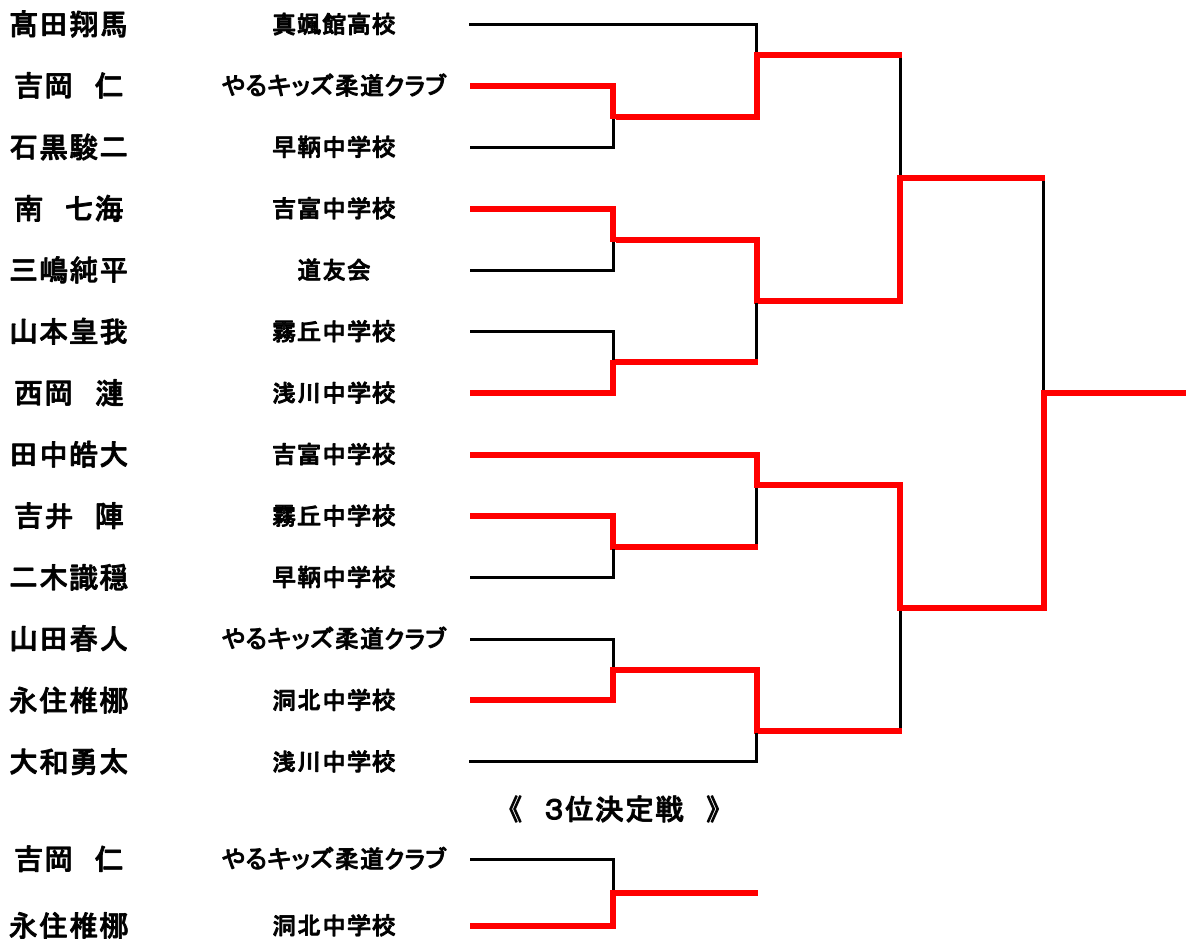 髙田翔馬 真颯館高校
吉岡 仁 やるキッズ柔道クラブ
石黒駿二 早鞆中学校
南 七海 吉富中学校
三嶋純平 道友会
山本皇我 霧丘中学校
西岡 漣 浅川中学校
田中皓大 吉富中学校
吉井 陣 霧丘中学校
二木識穏 早鞆中学校
山田春人 やるキッズ柔道クラブ
永住椎梛 洞北中学校
大和勇太 浅川中学校
《 3位決定戦 》
吉岡 仁 やるキッズ柔道クラブ
永住椎梛 洞北中学校